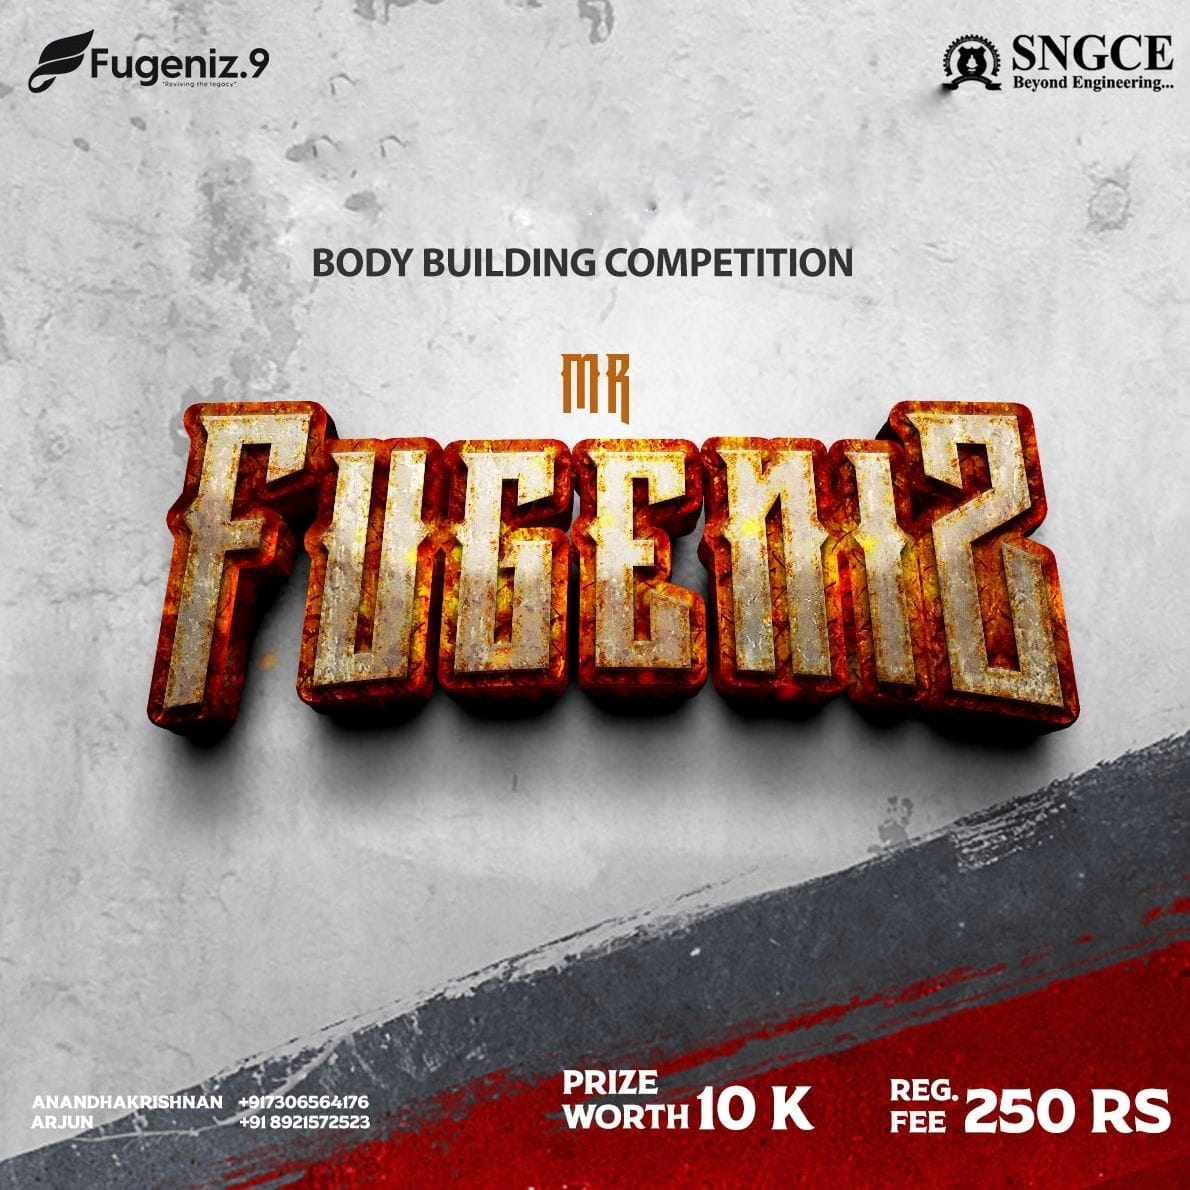 Fugeniz.9
"Reviving the legacy"
SNGCE
Beyond Engineering...
BODY BUILDING COMPETITION
MR
FUGENIZ
ANANDHAKRISHNAN +917306564176
ARJUN +91 8921572523
PRIZE
WORTH 10 K
REG.
FEE 250 RS